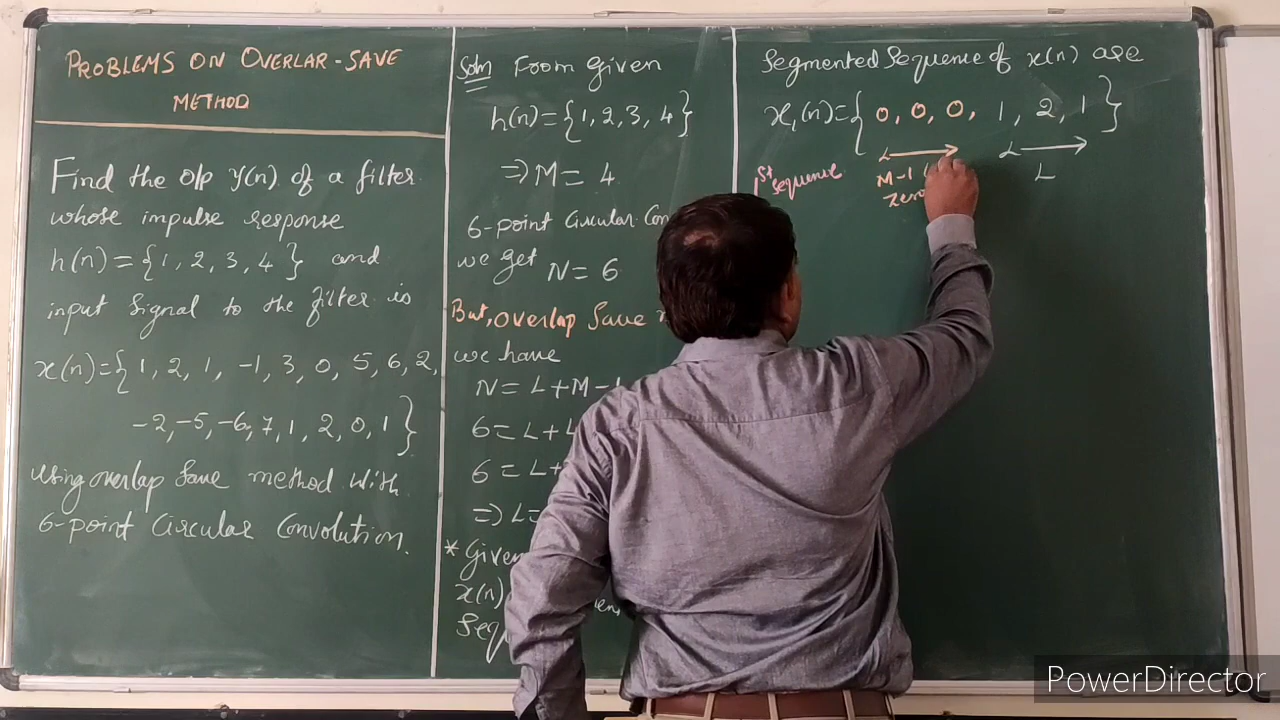 PROBLEMS ON OVERLAR-SAVE
METHOD
Find the o/p y(n) of a filter
whose impulse response
h(n)={1, 2, 3, 4} and
input signal to the filter is
x(n)={1, 2, 1, -1, 3, 0, 5, 6, 2,
-2, -5, -6, 7, 1, 2, 0, 1}
using overlap save method with
6-point Circular Convolution.
Soln From given
h(n)={1, 2, 3, 4}
⇒ M = 4
6-point Circular
we get N = 6
But, overlap Save
we have
N = L+M-1
6 = L+
6 = L+
⇒ L=
* Given
x(n)
Segmented Sequence of x(n) are
x1(n)={0, 0, 0, 1, 2, 1}
M-1 L
1st sequence
PowerDirector